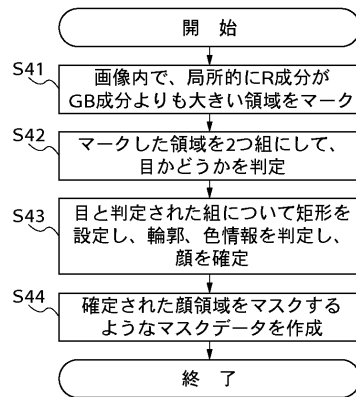 開 始
S41
画像内で、局所的にR成分が
GB成分よりも大きい領域をマーク
S42
マークした領域を2つ組にして、
目かどうかを判定
S43
目と判定された組について矩形を
設定し、輪郭、色情報を判定し、
顔を確定
S44
確定された顔領域をマスクする
ようなマスクデータを作成
終 了